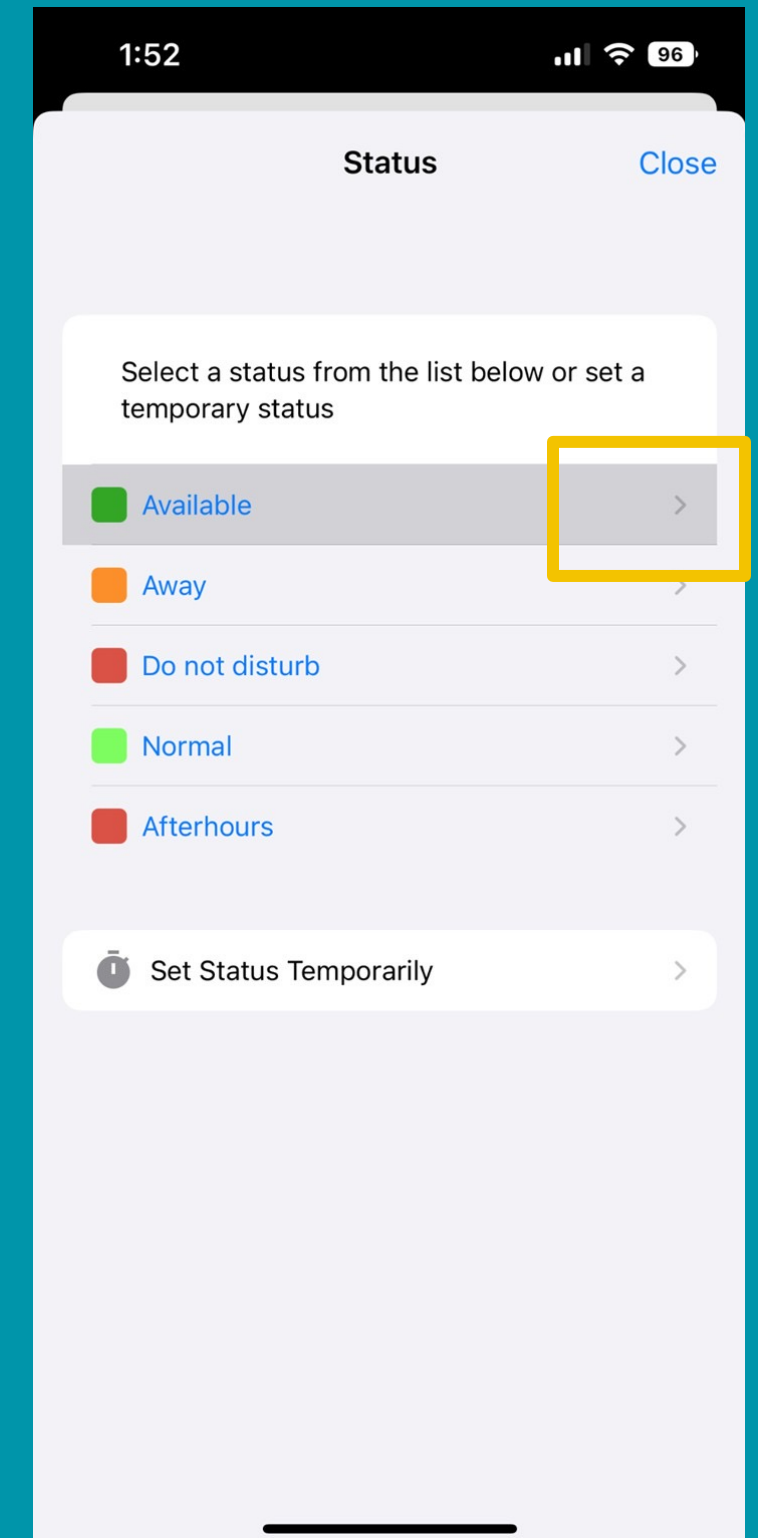 1:52
96
Status
Close
Select a status from the list below or set a
temporary status
Available
Away
Do not disturb
Normal
Afterhours
Set Status Temporarily